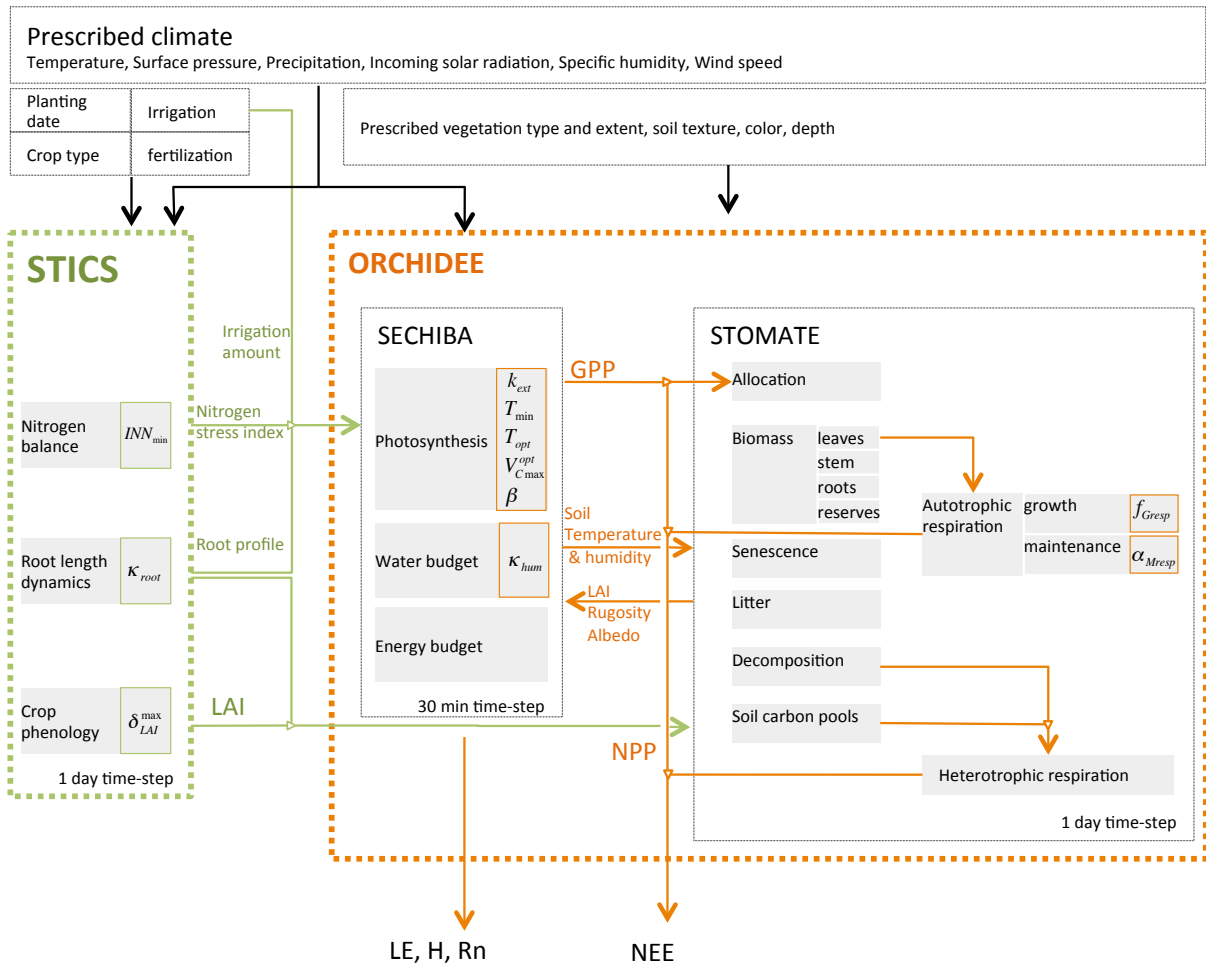 Prescribed climate
Temperature, Surface pressure, Precipitation, Incoming solar radiation, Specific humidity, Wind speed
Planting
date
Irrigation
Crop type
fertilization
Prescribed vegetation type and extent, soil texture, color, depth
STICS
Irrigation
amount
Nitrogen
balance
INN_min
Nitrogen
stress index
Root length
dynamics
κ_root
Root profile
Crop
phenology
δ_LAI^max
LAI
1 day time-step
ORCHIDEE
SECHIBA
Photosynthesis
k_ext
T_min
T_opt
V_Cmax^opt
β
Water budget
κ_hum
Energy budget
30 min time-step
GPP
Soil
Temperature
& humidity
LAI
Rugosity
Albedo
NPP
STOMATE
Allocation
Biomass
leaves
stem
roots
reserves
Autotrophic
respiration
growth
f_Gresp
maintenance
α_Mresp
Senescence
Litter
Decomposition
Soil carbon pools
Heterotrophic respiration
1 day time-step
LE, H, Rn
NEE